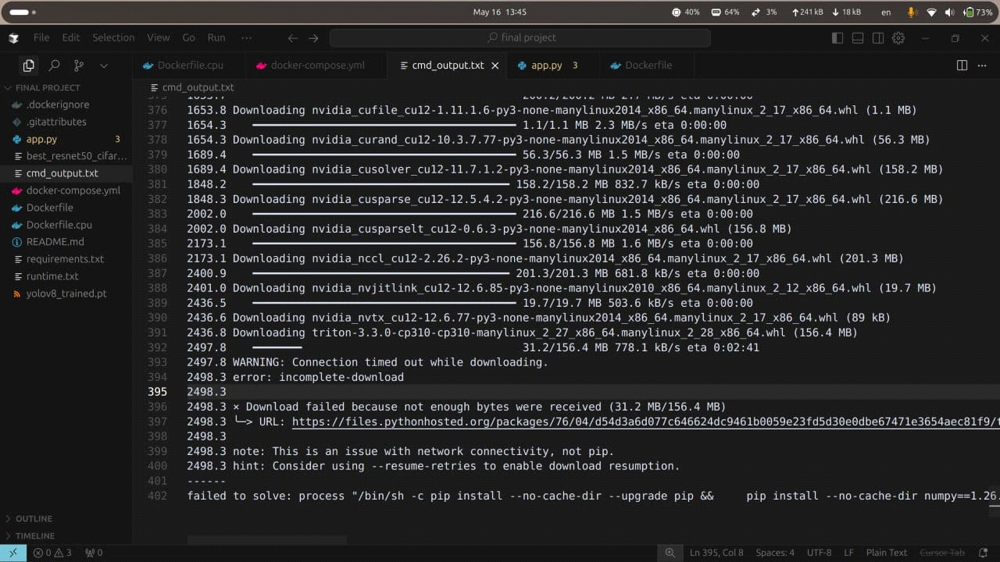 May 16 13:45
40% 64% 3% 241 kB 18 kB en 73%
File Edit Selection View Go Run ··· final project
Dockerfile.cpu docker-compose.yml cmd_output.txt app.py 3 Dockerfile
FINAL PROJECT
.dockerignore
.gitattributes
app.py 3
best_resnet50_cifar...
cmd_output.txt
docker-compose.yml
Dockerfile
Dockerfile.cpu
README.md
requirements.txt
runtime.txt
yolov8_trained.pt
OUTLINE
TIMELINE
cmd_output.txt
376 1653.8 Downloading nvidia_cufile_cu12-1.11.1.6-py3-none-manylinux2014_x86_64.manylinux_2_17_x86_64.whl (1.1 MB)
377 1654.3 ━━━━━━━━━━━━━━━━━━━━━━━━━━━━━━━━━━━━━━━━ 1.1/1.1 MB 2.3 MB/s eta 0:00:00
378 1654.3 Downloading nvidia_curand_cu12-10.3.7.77-py3-none-manylinux2014_x86_64.manylinux_2_17_x86_64.whl (56.3 MB)
379 1689.4 ━━━━━━━━━━━━━━━━━━━━━━━━━━━━━━━━━━━━━━━━ 56.3/56.3 MB 1.5 MB/s eta 0:00:00
380 1689.4 Downloading nvidia_cusolver_cu12-11.7.1.2-py3-none-manylinux2014_x86_64.manylinux_2_17_x86_64.whl (158.2 MB)
381 1848.2 ━━━━━━━━━━━━━━━━━━━━━━━━━━━━━━━━━━━━━━━ 158.2/158.2 MB 832.7 kB/s eta 0:00:00
382 1848.3 Downloading nvidia_cusparse_cu12-12.5.4.2-py3-none-manylinux2014_x86_64.manylinux_2_17_x86_64.whl (216.6 MB)
383 2002.0 ━━━━━━━━━━━━━━━━━━━━━━━━━━━━━━━━━━━━━━━━ 216.6/216.6 MB 1.5 MB/s eta 0:00:00
384 2002.0 Downloading nvidia_cusparselt_cu12-0.6.3-py3-none-manylinux2014_x86_64.whl (156.8 MB)
385 2173.1 ━━━━━━━━━━━━━━━━━━━━━━━━━━━━━━━━━━━━━━━━ 156.8/156.8 MB 1.6 MB/s eta 0:00:00
386 2173.1 Downloading nvidia_nccl_cu12-2.26.2-py3-none-manylinux2014_x86_64.manylinux_2_17_x86_64.whl (201.3 MB)
387 2400.9 ━━━━━━━━━━━━━━━━━━━━━━━━━━━━━━━━━━━━━━━ 201.3/201.3 MB 681.8 kB/s eta 0:00:00
388 2401.0 Downloading nvidia_nvjitlink_cu12-12.6.85-py3-none-manylinux2010_x86_64.manylinux_2_12_x86_64.whl (19.7 MB)
389 2436.5 ━━━━━━━━━━━━━━━━━━━━━━━━━━━━━━━━━━━━━━━━ 19.7/19.7 MB 503.6 kB/s eta 0:00:00
390 2436.6 Downloading nvidia_nvtx_cu12-12.6.77-py3-none-manylinux2014_x86_64.manylinux_2_17_x86_64.whl (89 kB)
391 2436.8 Downloading triton-3.3.0-cp310-cp310-manylinux_2_27_x86_64.manylinux_2_28_x86_64.whl (156.4 MB)
392 2497.8 ━━━━━━━ 31.2/156.4 MB 778.1 kB/s eta 0:02:41
393 2497.8 WARNING: Connection timed out while downloading.
394 2498.3 error: incomplete-download
395 2498.3
396 2498.3 × Download failed because not enough bytes were received (31.2 MB/156.4 MB)
397 2498.3 ╰─> URL: https://files.pythonhosted.org/packages/76/04/d54d3a6d077c646624dc9461b0059e23fd5d30e0dbe67471e3654aec81f9/
398 2498.3
399 2498.3 note: This is an issue with network connectivity, not pip.
400 2498.3 hint: Consider using --resume-retries to enable download resumption.
401 ------
402 failed to solve: process "/bin/sh -c pip install --no-cache-dir --upgrade pip &&     pip install --no-cache-dir numpy==1.26.
0 3 0 Ln 395, Col 8 Spaces: 4 UTF-8 LF Plain Text Cursor Tab